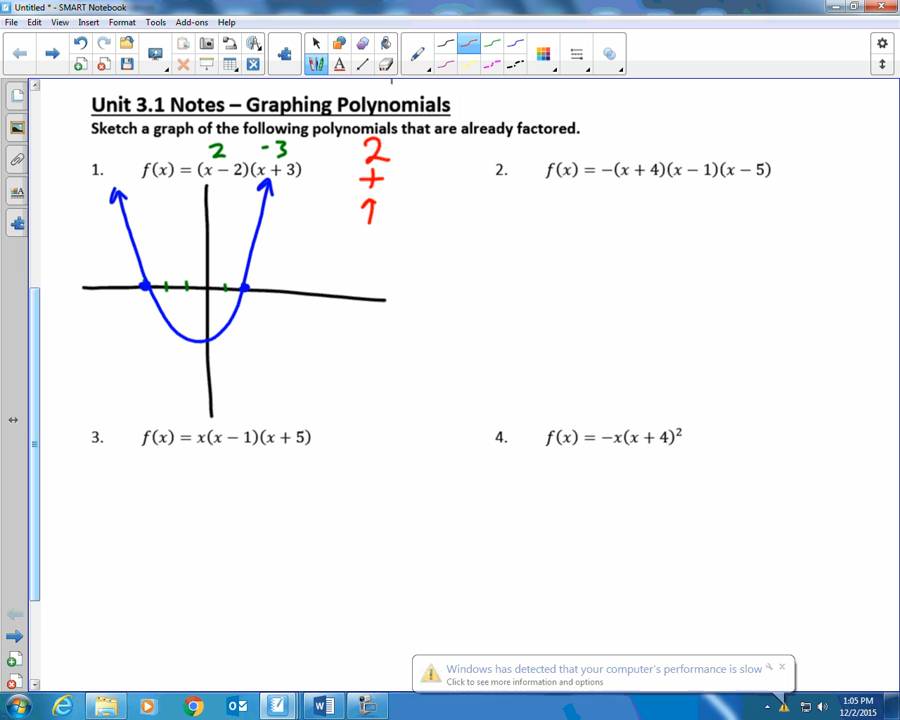 Untitled * - SMART Notebook
File Edit View Insert Format Tools Add-ons Help
Unit 3.1 Notes – Graphing Polynomials
Sketch a graph of the following polynomials that are already factored.
2 -3
1. f(x) = (x − 2)(x + 3)
2
+
↑
2. f(x) = −(x + 4)(x − 1)(x − 5)
3. f(x) = x(x − 1)(x + 5)
4. f(x) = −x(x + 4)²
Windows has detected that your computer's performance is slow
Click to see more information and options
1:05 PM
12/2/2015